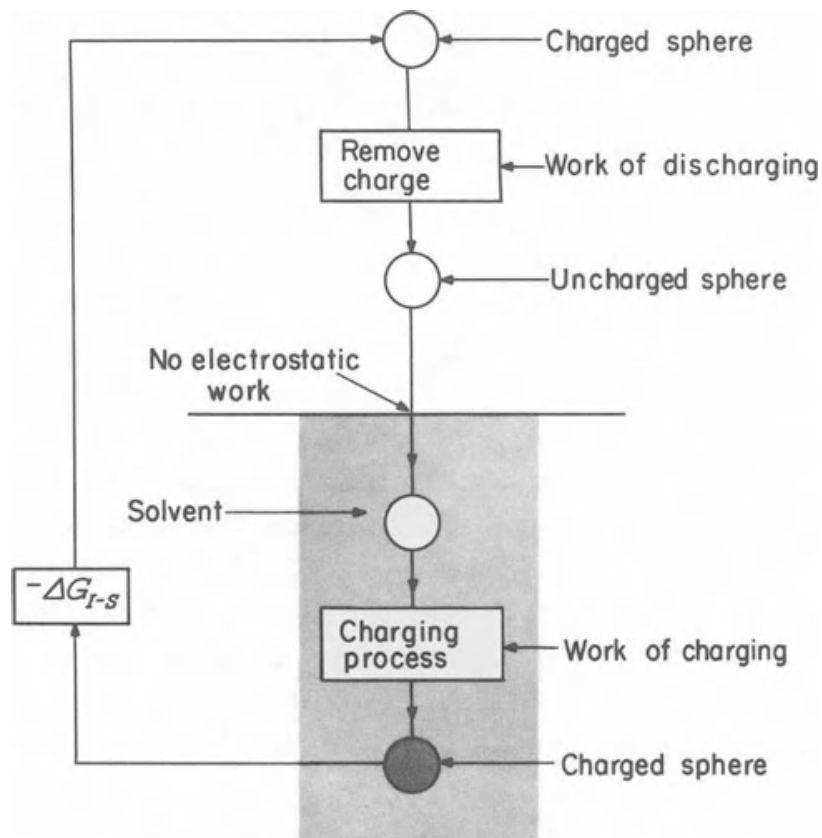 Charged sphere
Remove
charge
Work of discharging
Uncharged sphere
No electrostatic
work
Solvent
-ΔG_{I-S}
Charging
process
Work of charging
Charged sphere